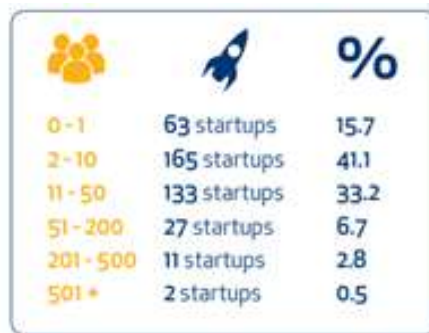 %
0 - 1 63 startups 15.7
2 - 10 165 startups 41.1
11 - 50 133 startups 33.2
51 - 200 27 startups 6.7
201 - 500 11 startups 2.8
501 + 2 startups 0.5